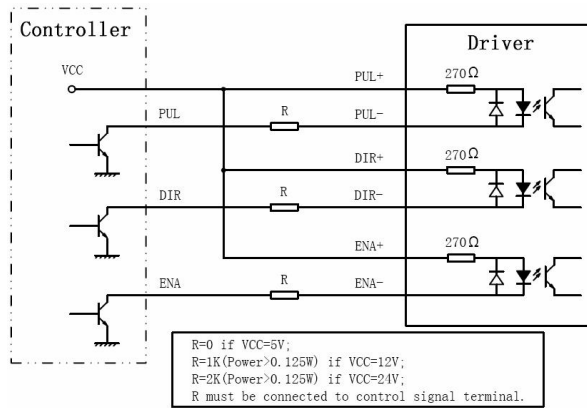 Controller
Driver
VCC
PUL+
270Ω
PUL
R
PUL-
DIR+
270Ω
DIR
R
DIR-
ENA+
270Ω
ENA
R
ENA-
R=0 if VCC=5V;
R=1K(Power>0.125W) if VCC=12V;
R=2K(Power>0.125W) if VCC=24V;
R must be connected to control signal terminal.